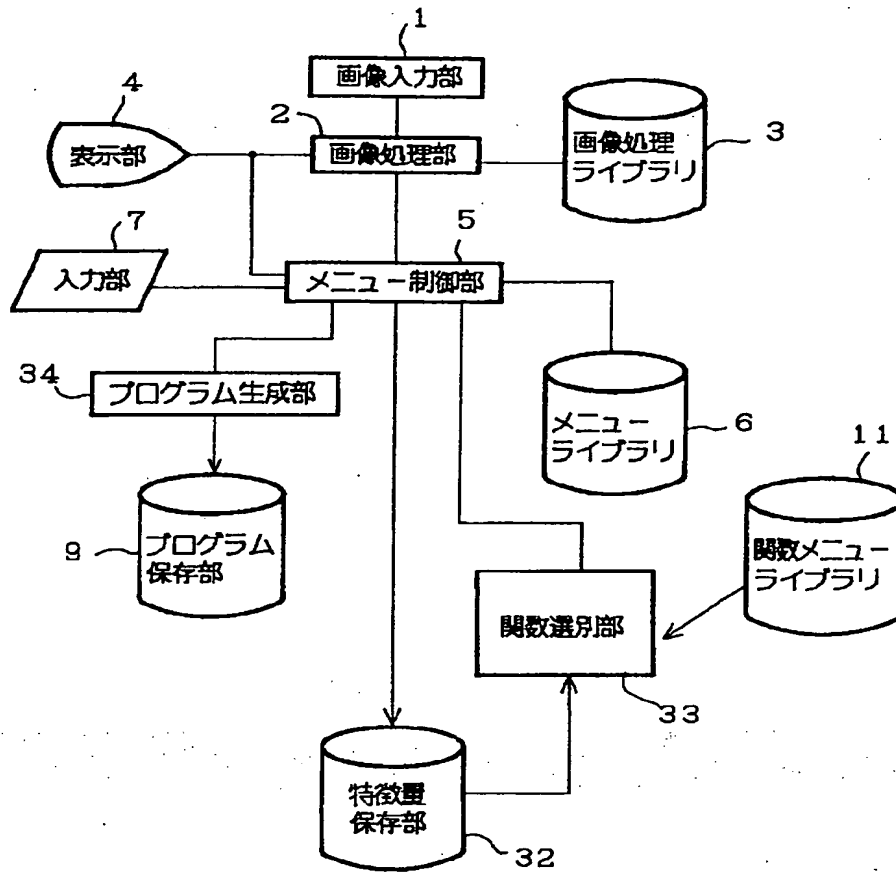 1
画像入力部
4
表示部
2
画像処理部
画像処理
ライブラリ
3
7
入力部
5
メニュー制御部
34
プログラム生成部
メニュー
ライブラリ
6
11
関数メニュー
ライブラリ
9
プログラム
保存部
関数選別部
33
特徴量
保存部
32